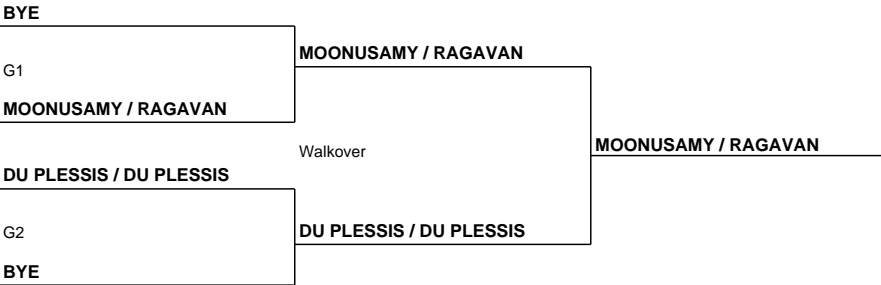 BYE
MOONUSAMY / RAGAVAN
G1
MOONUSAMY / RAGAVAN
Walkover
MOONUSAMY / RAGAVAN
DU PLESSIS / DU PLESSIS
G2
DU PLESSIS / DU PLESSIS
BYE